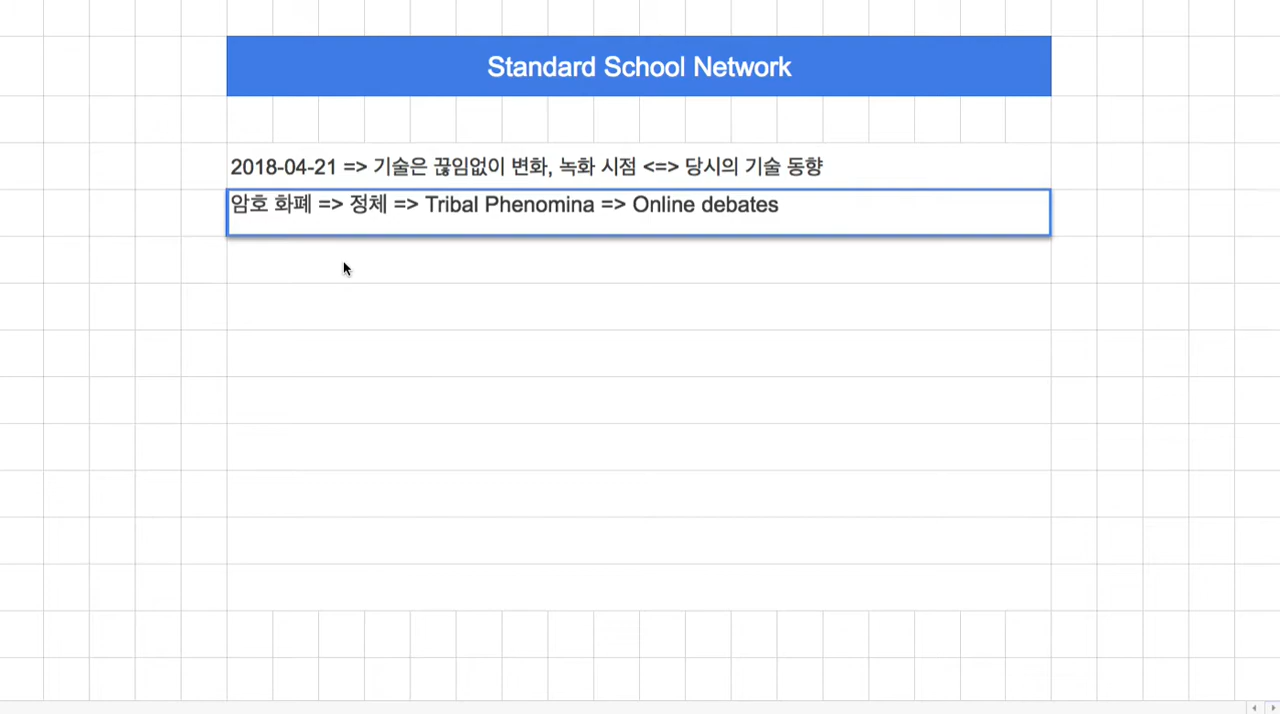 Standard School Network
2018-04-21 => 기술은 끊임없이 변화, 녹화 시점 <=> 당시의 기술 동향
암호 화폐 => 정체 => Tribal Phenomina => Online debates